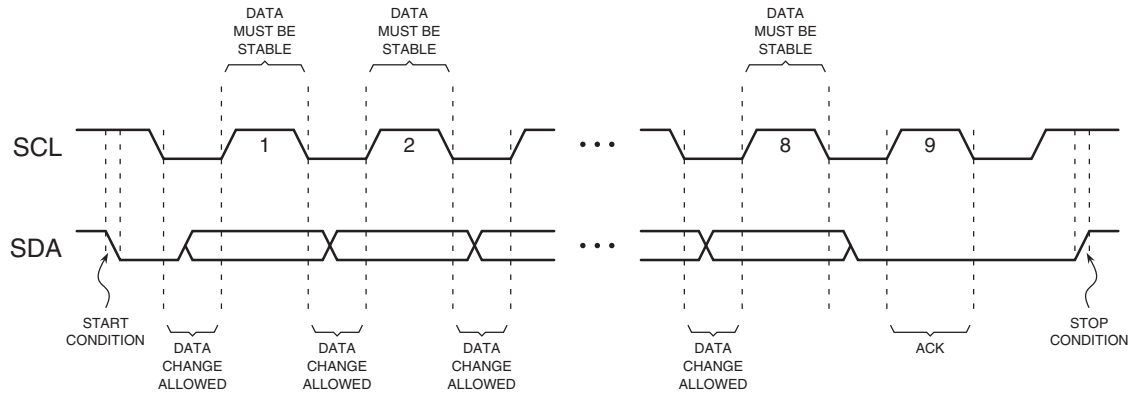 DATA
MUST BE
STABLE
DATA
MUST BE
STABLE
DATA
MUST BE
STABLE
SCL
1
2
...
8
9
SDA
...
START
CONDITION
DATA
CHANGE
ALLOWED
DATA
CHANGE
ALLOWED
DATA
CHANGE
ALLOWED
DATA
CHANGE
ALLOWED
ACK
STOP
CONDITION